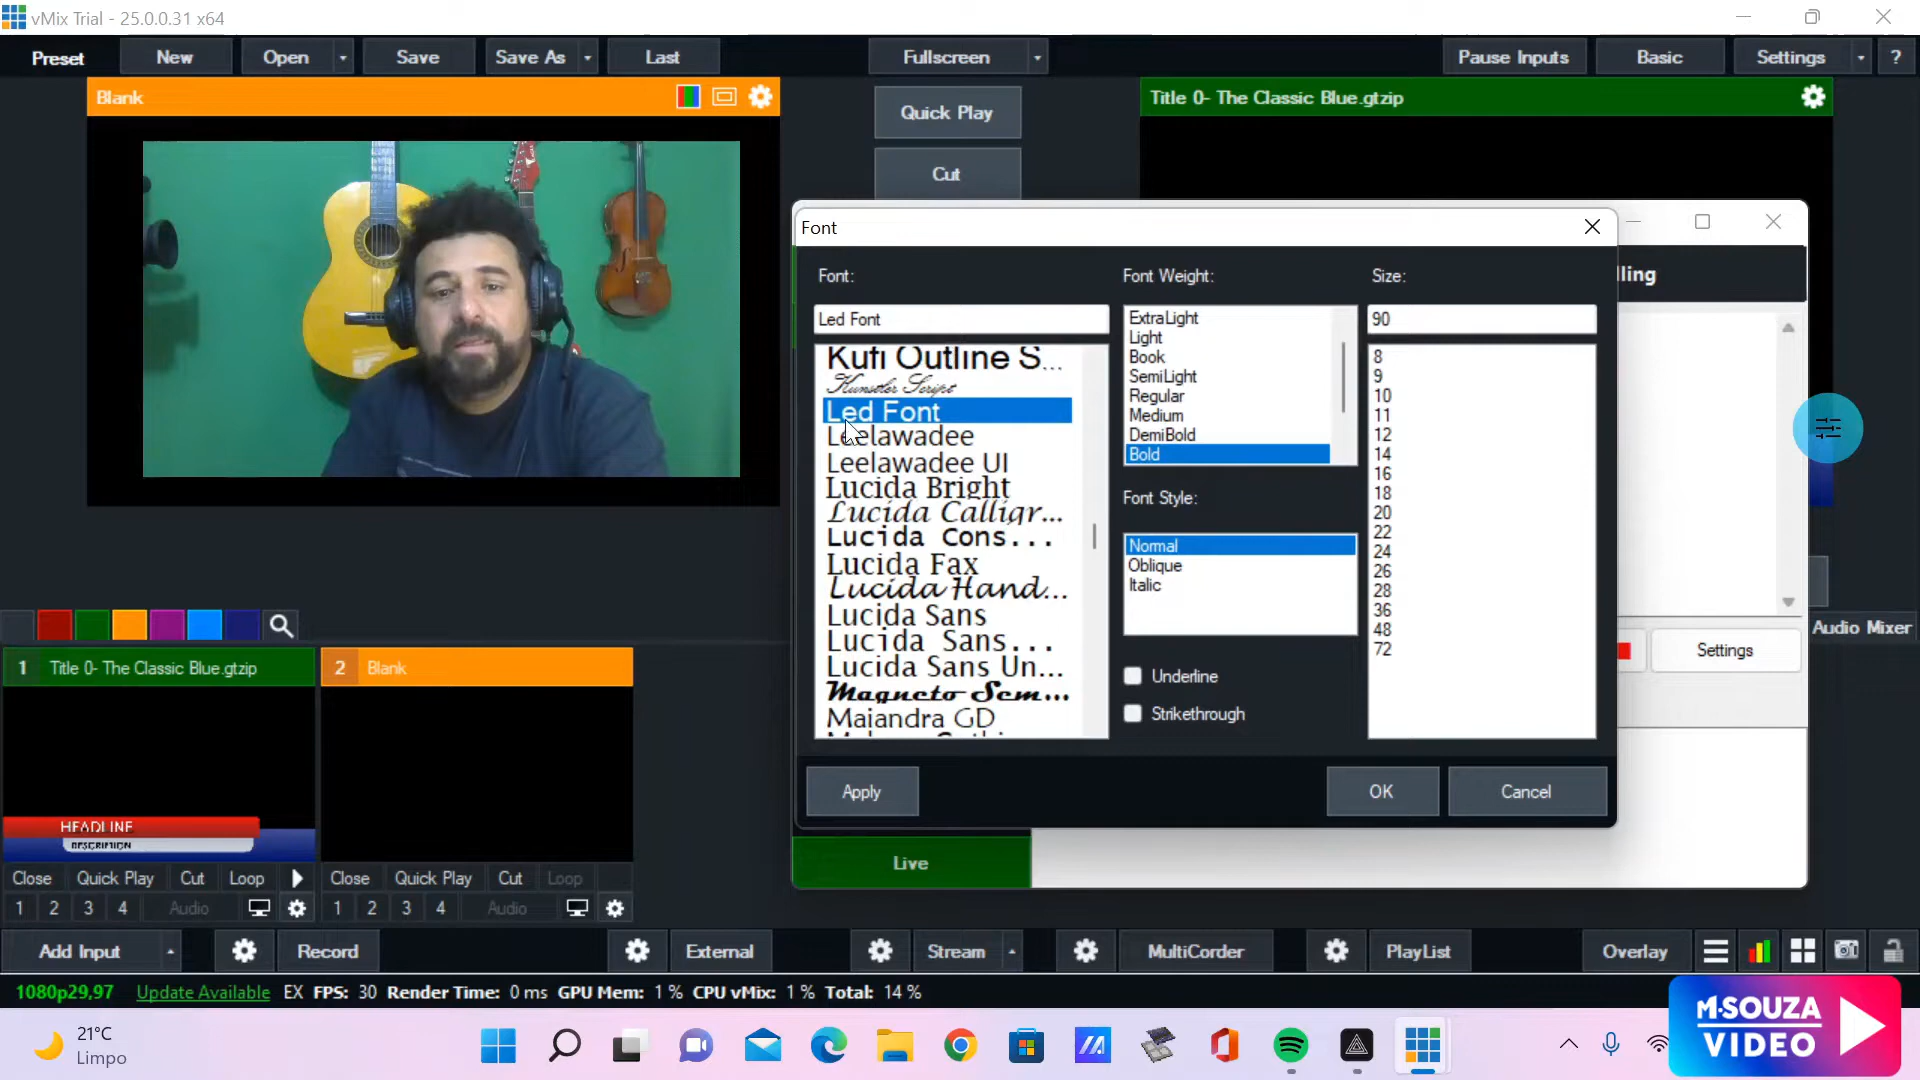 vMix Trial - 25.0.0.31 x64
Preset
New
Open
Save
Save As
Last
Fullscreen
Pause Inputs
Basic
Settings
?
Blank
Quick Play
Cut
Title 0- The Classic Blue.gtzip
Font
Font:
Font Weight:
Size:
lling
Led Font
90
Kufi Outline S...
Kunstler Script
Led Font
Leelawadee
Leelawadee UI
Lucida Bright
Lucida Calligr...
Lucida Cons...
Lucida Fax
Lucida Hand...
Lucida Sans
Lucida Sans...
Lucida Sans Un...
Magneto Sem...
Maiandra GD
ExtraLight
Light
Book
SemiLight
Regular
Medium
DemiBold
Bold
Font Style:
Normal
Oblique
Italic
Underline
Strikethrough
8
9
10
11
12
14
16
18
20
22
24
26
28
36
48
72
Apply
OK
Cancel
Audio Mixer
Settings
Live
1 Title 0- The Classic Blue.gtzip
HEADLINE
DESCRIPTION
2 Blank
Close Quick Play Cut Loop
1 2 3 4 Audio
Close Quick Play Cut Loop
1 2 3 4 Audio
Add Input
Record
External
Stream
MultiCorder
PlayList
Overlay
1080p29,97 Update Available EX FPS: 30 Render Time: 0 ms GPU Mem: 1 % CPU vMix: 1 % Total: 14 %
21°C
Limpo
M·SOUZA
VIDEO